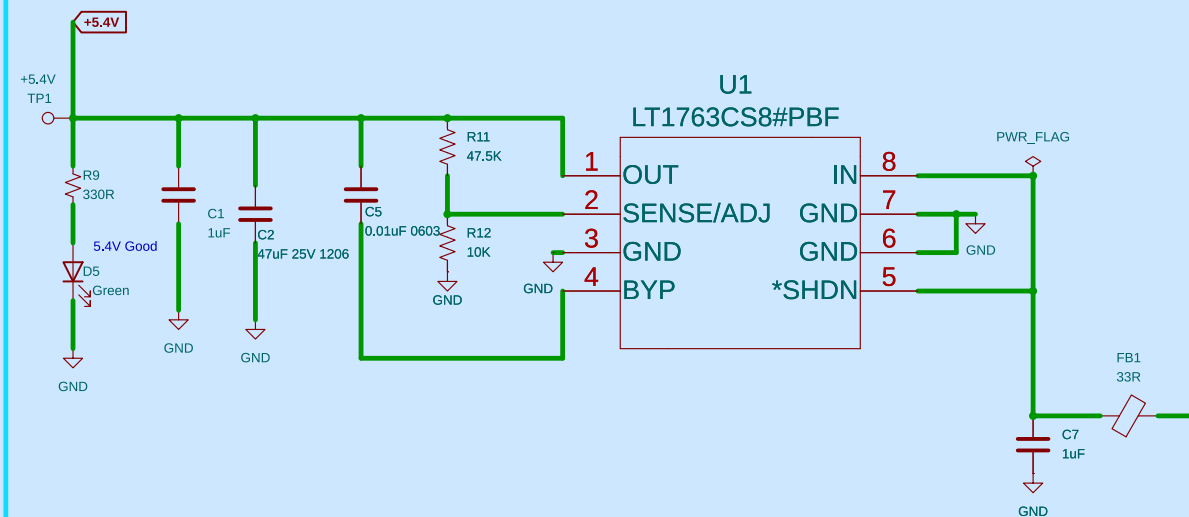 +5.4V
+5.4V
TP1
U1
LT1763CS8#PBF
PWR_FLAG
R11
47.5K
1
OUT
IN
8
R9
330R
2
SENSE/ADJ
GND
7
C1
1uF
C5
0.01uF 0603
R12
10K
C2
47uF 25V 1206
5.4V Good
3
GND
GND
6
GND
D5
Green
GND
4
BYP
*SHDN
5
GND
GND
GND
GND
FB1
33R
C7
1uF
GND